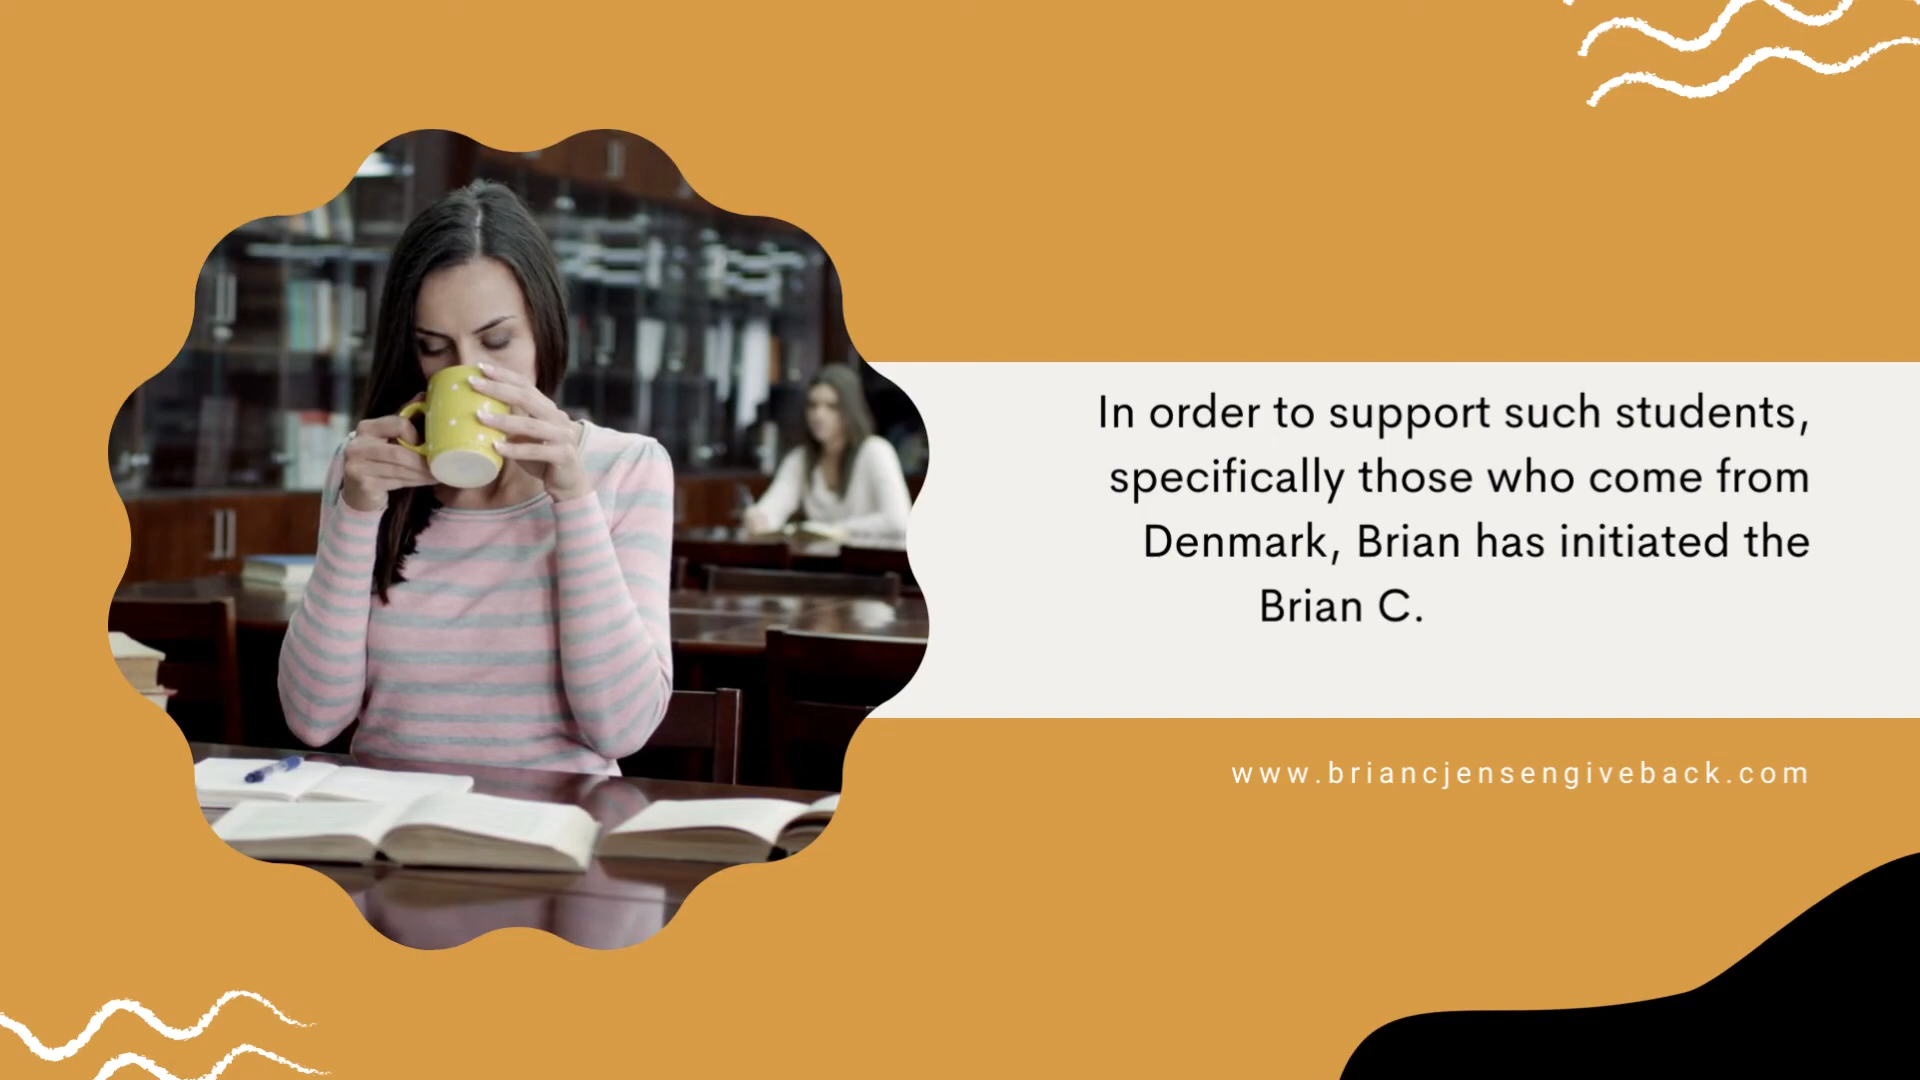 In order to support such students,
specifically those who come from
Denmark, Brian has initiated the
Brian C.
www.briancjensengiveback.com